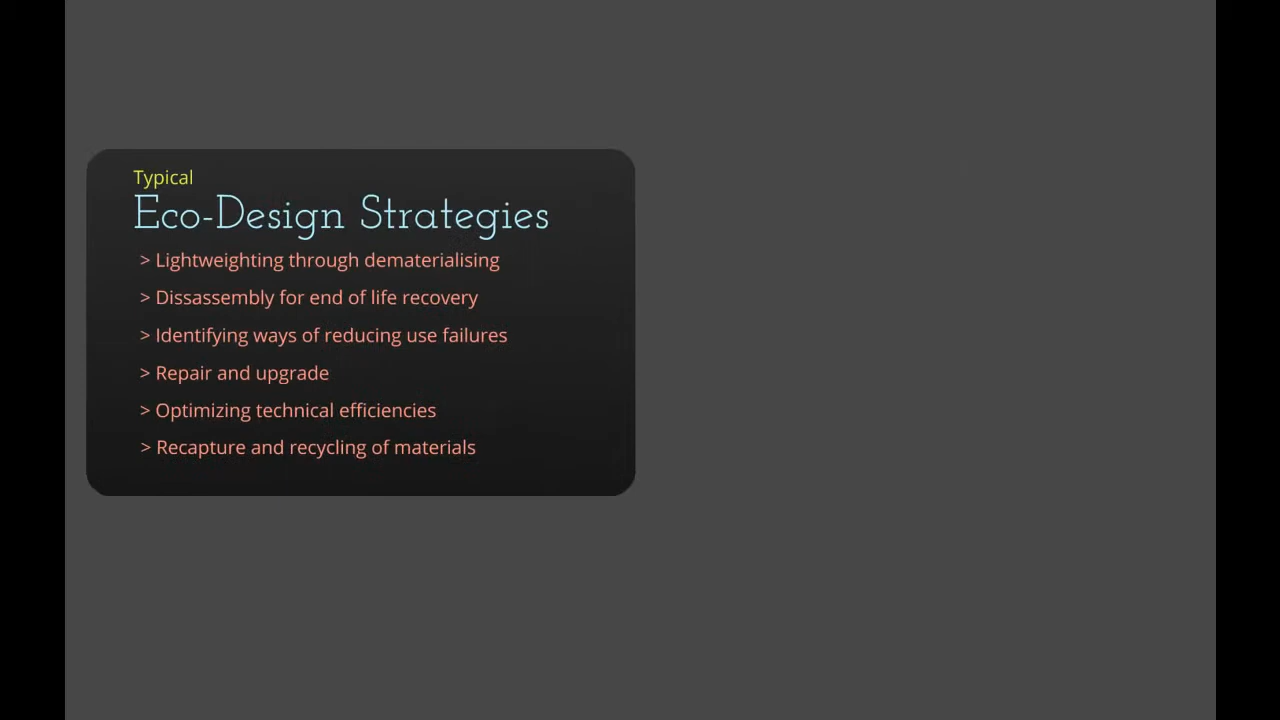 Typical
Eco-Design Strategies
> Lightweighting through dematerialising
> Dissassembly for end of life recovery
> Identifying ways of reducing use failures
> Repair and upgrade
> Optimizing technical efficiencies
> Recapture and recycling of materials